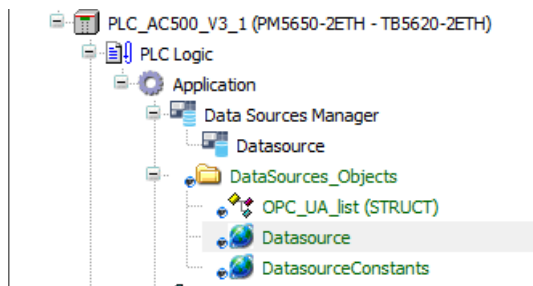 PLC_AC500_V3_1 (PM5650-2ETH - TB5620-2ETH)
PLC Logic
Application
Data Sources Manager
Datasource
DataSources_Objects
OPC_UA_list (STRUCT)
Datasource
DatasourceConstants